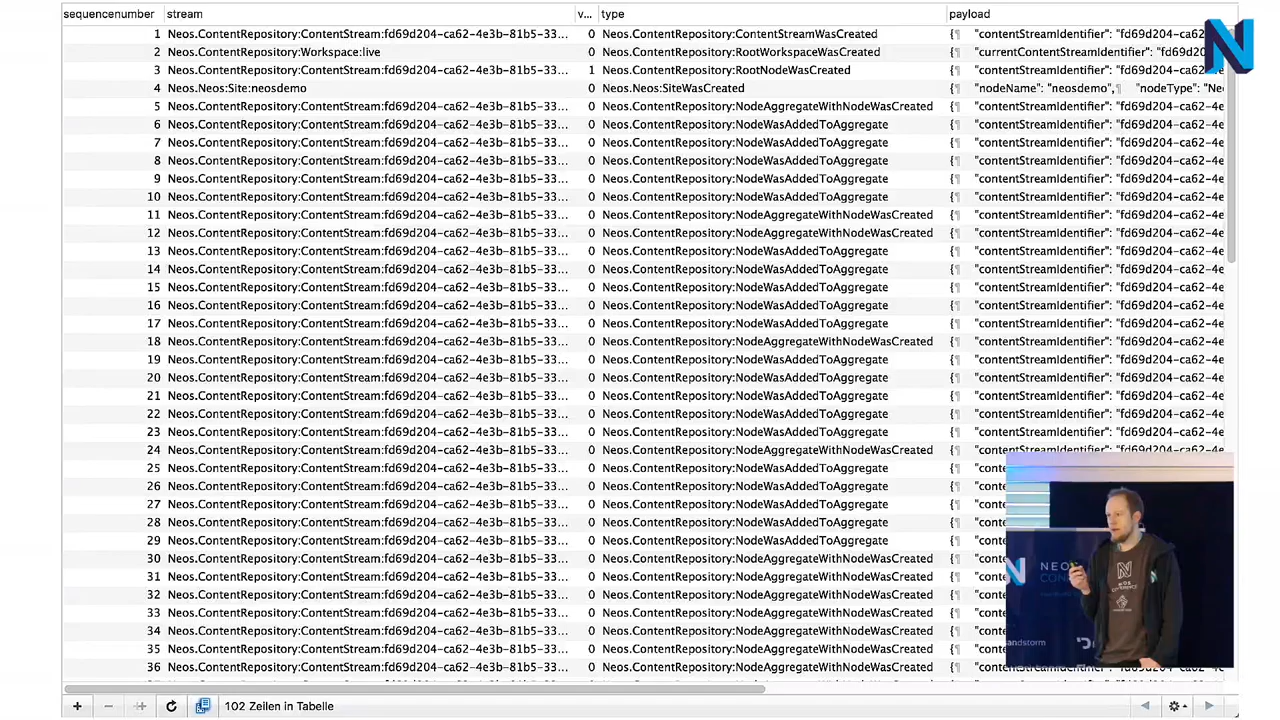 sequencenumber stream v... type payload
1 Neos.ContentRepository:ContentStream:fd69d204-ca62-4e3b-81b5-33... 0 Neos.ContentRepository:ContentStreamWasCreated {¶ "contentStreamIdentifier": "fd69d204-ca6
2 Neos.ContentRepository:Workspace:live 0 Neos.ContentRepository:RootWorkspaceWasCreated {¶ "currentContentStreamIdentifier": "fd69d20
3 Neos.ContentRepository:ContentStream:fd69d204-ca62-4e3b-81b5-33... 1 Neos.ContentRepository:RootNodeWasCreated {¶ "contentStreamIdentifier": "fd69d204-ca62
4 Neos.Neos:Site:neosdemo 0 Neos.Neos:SiteWasCreated {¶ "nodeName": "neosdemo",¶ "nodeType": "Neo
5 Neos.ContentRepository:ContentStream:fd69d204-ca62-4e3b-81b5-33... 0 Neos.ContentRepository:NodeAggregateWithNodeWasCreated {¶ "contentStreamIdentifier": "fd69d204-ca62-4e
6 Neos.ContentRepository:ContentStream:fd69d204-ca62-4e3b-81b5-33... 0 Neos.ContentRepository:NodeWasAddedToAggregate {¶ "contentStreamIdentifier": "fd69d204-ca62-4e
7 Neos.ContentRepository:ContentStream:fd69d204-ca62-4e3b-81b5-33... 0 Neos.ContentRepository:NodeWasAddedToAggregate {¶ "contentStreamIdentifier": "fd69d204-ca62-4e
8 Neos.ContentRepository:ContentStream:fd69d204-ca62-4e3b-81b5-33... 0 Neos.ContentRepository:NodeWasAddedToAggregate {¶ "contentStreamIdentifier": "fd69d204-ca62-4e
9 Neos.ContentRepository:ContentStream:fd69d204-ca62-4e3b-81b5-33... 0 Neos.ContentRepository:NodeWasAddedToAggregate {¶ "contentStreamIdentifier": "fd69d204-ca62-4e
10 Neos.ContentRepository:ContentStream:fd69d204-ca62-4e3b-81b5-33... 0 Neos.ContentRepository:NodeWasAddedToAggregate {¶ "contentStreamIdentifier": "fd69d204-ca62-4e
11 Neos.ContentRepository:ContentStream:fd69d204-ca62-4e3b-81b5-33... 0 Neos.ContentRepository:NodeAggregateWithNodeWasCreated {¶ "contentStreamIdentifier": "fd69d204-ca62-4e
12 Neos.ContentRepository:ContentStream:fd69d204-ca62-4e3b-81b5-33... 0 Neos.ContentRepository:NodeAggregateWithNodeWasCreated {¶ "contentStreamIdentifier": "fd69d204-ca62-4e
13 Neos.ContentRepository:ContentStream:fd69d204-ca62-4e3b-81b5-33... 0 Neos.ContentRepository:NodeWasAddedToAggregate {¶ "contentStreamIdentifier": "fd69d204-ca62-4e
14 Neos.ContentRepository:ContentStream:fd69d204-ca62-4e3b-81b5-33... 0 Neos.ContentRepository:NodeWasAddedToAggregate {¶ "contentStreamIdentifier": "fd69d204-ca62-4e
15 Neos.ContentRepository:ContentStream:fd69d204-ca62-4e3b-81b5-33... 0 Neos.ContentRepository:NodeWasAddedToAggregate {¶ "contentStreamIdentifier": "fd69d204-ca62-4e
16 Neos.ContentRepository:ContentStream:fd69d204-ca62-4e3b-81b5-33... 0 Neos.ContentRepository:NodeWasAddedToAggregate {¶ "contentStreamIdentifier": "fd69d204-ca62-4e
17 Neos.ContentRepository:ContentStream:fd69d204-ca62-4e3b-81b5-33... 0 Neos.ContentRepository:NodeWasAddedToAggregate {¶ "contentStreamIdentifier": "fd69d204-ca62-4e
18 Neos.ContentRepository:ContentStream:fd69d204-ca62-4e3b-81b5-33... 0 Neos.ContentRepository:NodeAggregateWithNodeWasCreated {¶ "contentStreamIdentifier": "fd69d204-ca62-4e
19 Neos.ContentRepository:ContentStream:fd69d204-ca62-4e3b-81b5-33... 0 Neos.ContentRepository:NodeWasAddedToAggregate {¶ "contentStreamIdentifier": "fd69d204-ca62-4e
20 Neos.ContentRepository:ContentStream:fd69d204-ca62-4e3b-81b5-33... 0 Neos.ContentRepository:NodeWasAddedToAggregate {¶ "contentStreamIdentifier": "fd69d204-ca62-4e
21 Neos.ContentRepository:ContentStream:fd69d204-ca62-4e3b-81b5-33... 0 Neos.ContentRepository:NodeWasAddedToAggregate {¶ "contentStreamIdentifier": "fd69d204-ca62-4e
22 Neos.ContentRepository:ContentStream:fd69d204-ca62-4e3b-81b5-33... 0 Neos.ContentRepository:NodeWasAddedToAggregate {¶ "contentStreamIdentifier": "fd69d204-ca62-4e
23 Neos.ContentRepository:ContentStream:fd69d204-ca62-4e3b-81b5-33... 0 Neos.ContentRepository:NodeWasAddedToAggregate {¶ "contentStreamIdentifier": "fd69d204-ca62-4e
24 Neos.ContentRepository:ContentStream:fd69d204-ca62-4e3b-81b5-33... 0 Neos.ContentRepository:NodeAggregateWithNodeWasCreated {¶ "contentStreamIdentifier": "fd69d204-ca62-4e
25 Neos.ContentRepository:ContentStream:fd69d204-ca62-4e3b-81b5-33... 0 Neos.ContentRepository:NodeWasAddedToAggregate {¶ "conte
26 Neos.ContentRepository:ContentStream:fd69d204-ca62-4e3b-81b5-33... 0 Neos.ContentRepository:NodeWasAddedToAggregate {¶ "conte
27 Neos.ContentRepository:ContentStream:fd69d204-ca62-4e3b-81b5-33... 0 Neos.ContentRepository:NodeWasAddedToAggregate {¶ "conte
28 Neos.ContentRepository:ContentStream:fd69d204-ca62-4e3b-81b5-33... 0 Neos.ContentRepository:NodeWasAddedToAggregate {¶ "conte
29 Neos.ContentRepository:ContentStream:fd69d204-ca62-4e3b-81b5-33... 0 Neos.ContentRepository:NodeWasAddedToAggregate {¶ "conte
30 Neos.ContentRepository:ContentStream:fd69d204-ca62-4e3b-81b5-33... 0 Neos.ContentRepository:NodeAggregateWithNodeWasCreated {¶ "conte
31 Neos.ContentRepository:ContentStream:fd69d204-ca62-4e3b-81b5-33... 0 Neos.ContentRepository:NodeAggregateWithNodeWasCreated {¶ "conte
32 Neos.ContentRepository:ContentStream:fd69d204-ca62-4e3b-81b5-33... 0 Neos.ContentRepository:NodeAggregateWithNodeWasCreated {¶ "conte
33 Neos.ContentRepository:ContentStream:fd69d204-ca62-4e3b-81b5-33... 0 Neos.ContentRepository:NodeAggregateWithNodeWasCreated {¶ "conte
34 Neos.ContentRepository:ContentStream:fd69d204-ca62-4e3b-81b5-33... 0 Neos.ContentRepository:NodeAggregateWithNodeWasCreated {¶ "conte
35 Neos.ContentRepository:ContentStream:fd69d204-ca62-4e3b-81b5-33... 0 Neos.ContentRepository:NodeAggregateWithNodeWasCreated {¶ "conte
36 Neos.ContentRepository:ContentStream:fd69d204-ca62-4e3b-81b5-33... 0 Neos.ContentRepository:NodeAggregateWithNodeWasCreated {¶ "contentStreamIdentifier": "fd69d204-ca62-4e
NEOS
CON
andstorm
102 Zeilen in Tabelle